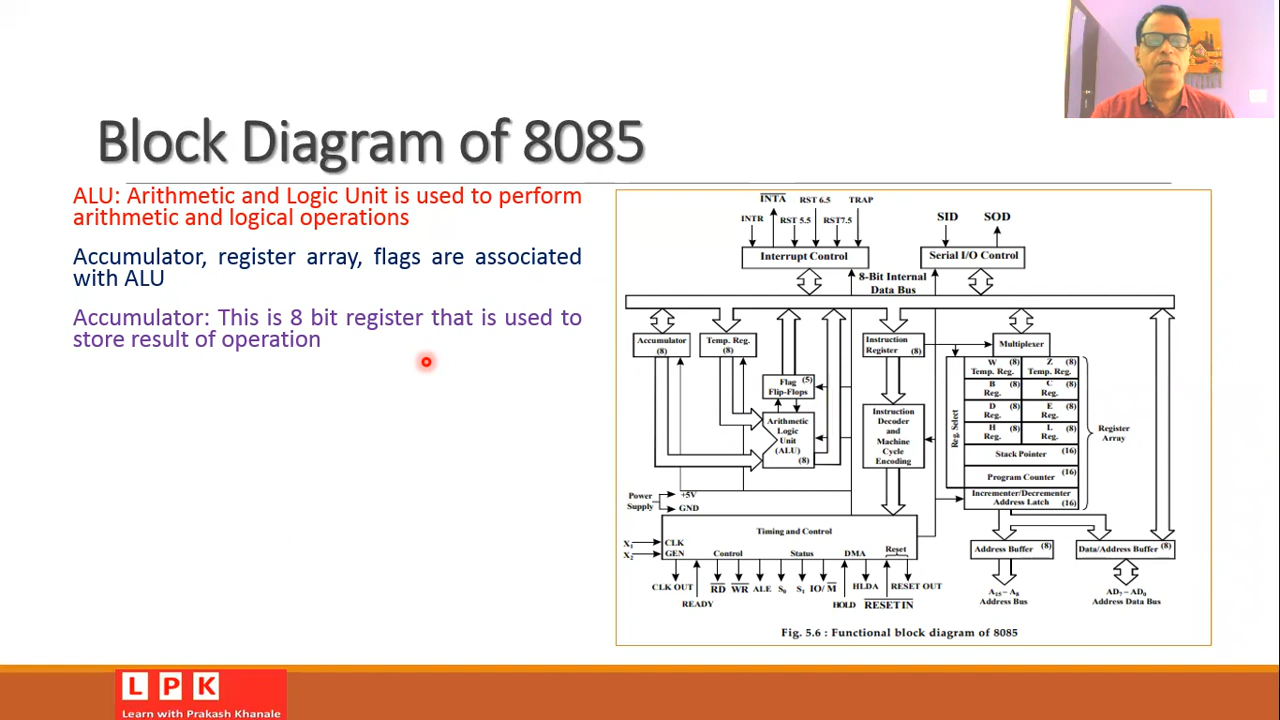 Block Diagram of 8085
ALU: Arithmetic and Logic Unit is used to perform
arithmetic and logical operations
Accumulator, register array, flags are associated
with ALU
Accumulator: This is 8 bit register that is used to
store result of operation
INTA RST 6.5 TRAP
INTR RST 5.5 RST7.5
SID SOD
Interrupt Control
Serial I/O Control
8-Bit Internal
Data Bus
Accumulator
(8)
Temp. Reg.
(8)
Instruction
Register (8)
Multiplexer
Flag (5)
Flip-Flops
Arithmetic
Logic
Unit
(ALU)
(8)
Instruction
Decoder
and
Machine
Cycle
Encoding
Reg. Select
W (8) Z (8)
Temp. Reg. Temp. Reg.
B (8) C (8)
Reg. Reg.
D (8) E (8)
Reg. Reg.
H (8) L (8)
Reg. Reg.
Stack Pointer (16)
Program Counter (16)
Incrementer/Decrementer
Address Latch (16)
Register
Array
Power
Supply
+5V
GND
Timing and Control
X1 CLK
X2 GEN
Control Status DMA Reset
CLK OUT RD WR ALE S0 S1 IO/M HLDA RESET OUT
READY HOLD RESET IN
Address Buffer (8)
Data/Address Buffer (8)
A15 – A8
Address Bus
AD7 – AD0
Address Data Bus
Fig. 5.6 : Functional block diagram of 8085
L P K
Learn with Prakash Khanale